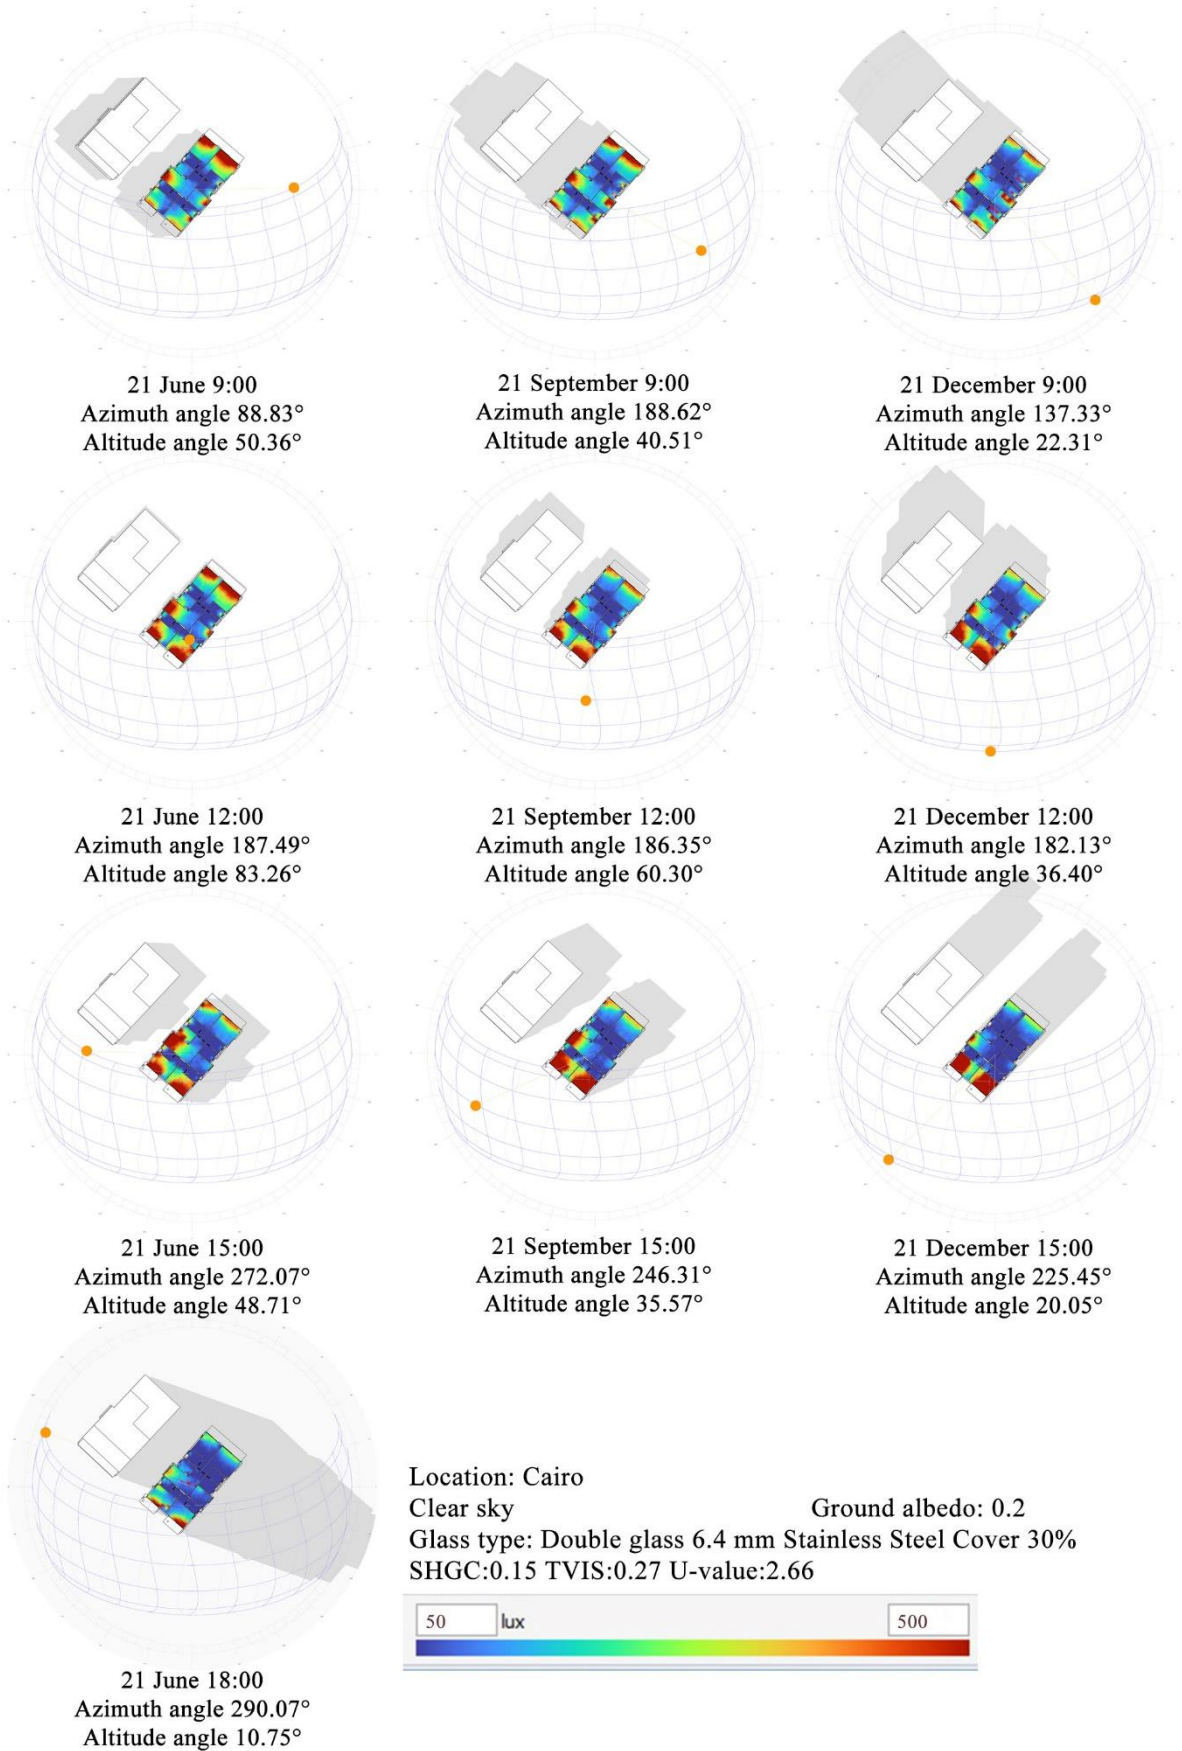 21 June 9:00
Azimuth angle 88.83°
Altitude angle 50.36°
21 September 9:00
Azimuth angle 188.62°
Altitude angle 40.51°
21 December 9:00
Azimuth angle 137.33°
Altitude angle 22.31°
21 June 12:00
Azimuth angle 187.49°
Altitude angle 83.26°
21 September 12:00
Azimuth angle 186.35°
Altitude angle 60.30°
21 December 12:00
Azimuth angle 182.13°
Altitude angle 36.40°
21 June 15:00
Azimuth angle 272.07°
Altitude angle 48.71°
21 September 15:00
Azimuth angle 246.31°
Altitude angle 35.57°
21 December 15:00
Azimuth angle 225.45°
Altitude angle 20.05°
21 June 18:00
Azimuth angle 290.07°
Altitude angle 10.75°
Location: Cairo
Clear sky Ground albedo: 0.2
Glass type: Double glass 6.4 mm Stainless Steel Cover 30%
SHGC:0.15 TVIS:0.27 U-value:2.66
50 lux 500